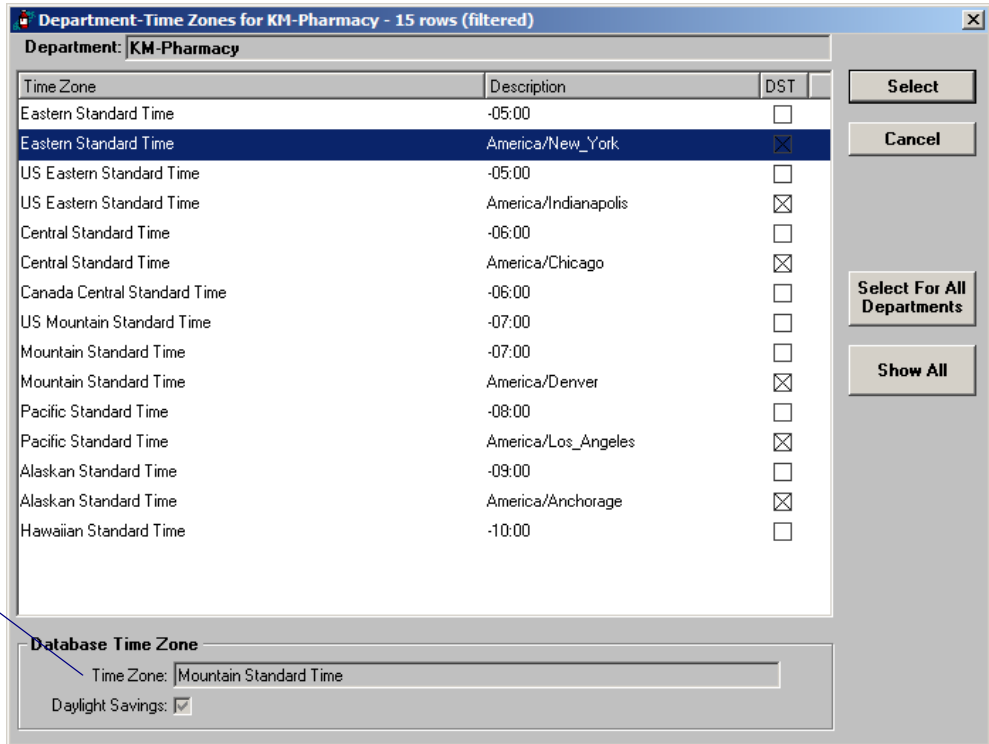 Department-Time Zones for KM-Pharmacy - 15 rows (filtered)
Department: KM-Pharmacy
Time Zone Description DST
Eastern Standard Time -05:00
Eastern Standard Time America/New_York
US Eastern Standard Time -05:00
US Eastern Standard Time America/Indianapolis
Central Standard Time -06:00
Central Standard Time America/Chicago
Canada Central Standard Time -06:00
US Mountain Standard Time -07:00
Mountain Standard Time -07:00
Mountain Standard Time America/Denver
Pacific Standard Time -08:00
Pacific Standard Time America/Los_Angeles
Alaskan Standard Time -09:00
Alaskan Standard Time America/Anchorage
Hawaiian Standard Time -10:00
Select
Cancel
Select For All
Departments
Show All
Database Time Zone
Time Zone: Mountain Standard Time
Daylight Savings: